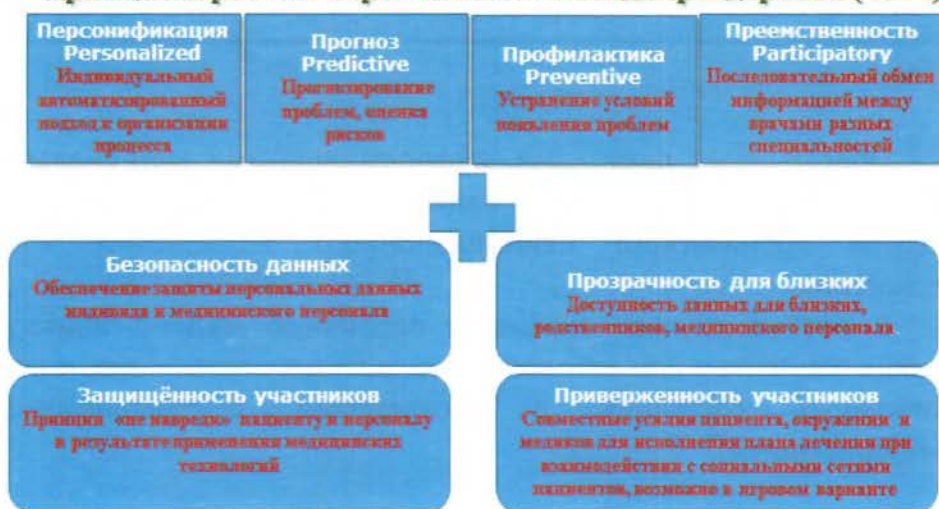 Персонификация
Personalized
Индивидуальный
автоматизированный
подход к организации
процесса
Прогноз
Predictive
Прогнозирование
проблем, оценка
рисков
Профилактика
Preventive
Устранение условий
появления проблем
Преемственность
Participatory
Последовательный обмен
информацией между
врачами разных
специальностей
Безопасность данных
Обеспечение защиты персональных данных
индивида и медицинского персонала
Прозрачность для близких
Доступность данных для близких,
родственников, медицинского персонала.
Защищённость участников
Принцип «не навреди» пациенту и персоналу
в результате применения медицинских
технологий
Приверженность участников
Совместные усилия пациента, окружения и
медиков для исполнения плана лечения при
взаимодействии с социальными сетями
пациентов, возможно в игровом варианте